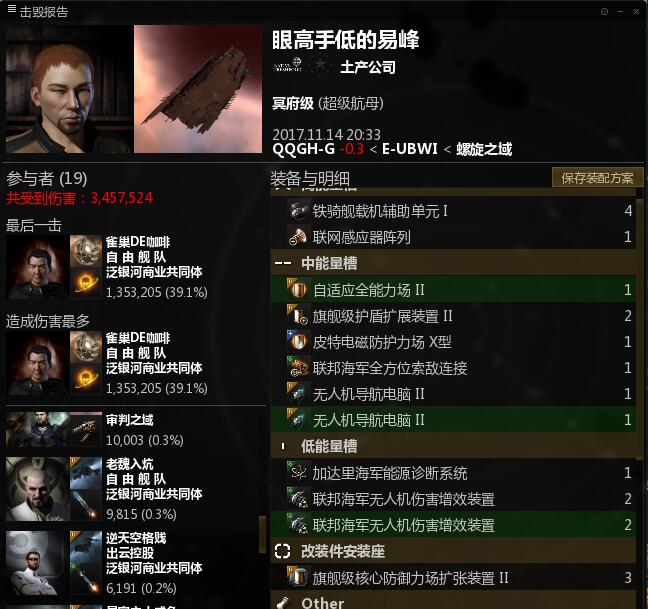 击毁报告
眼高手低的易峰
土产公司
冥府级 (超级航母)
2017.11.14 20:33
QQGH-G -0.3 < E-UBWI < 螺旋之域
参与者 (19)
共受到伤害：3,457,524
最后一击
雀巢DE咖啡
自 由 舰 队
泛银河商业共同体
1,353,205 (39.1%)
造成伤害最多
雀巢DE咖啡
自 由 舰 队
泛银河商业共同体
1,353,205 (39.1%)
审判之域
10,003 (0.3%)
老魏入炕
自 由 舰 队
泛银河商业共同体
9,815 (0.3%)
逆天空格贱
出云控股
泛银河商业共同体
6,191 (0.2%)
装备与明细
保存装配方案
高能量槽
铁骑舰载机辅助单元 I 4
联网感应器阵列 1
中能量槽
自适应全能力场 II 1
旗舰级护盾扩展装置 II 2
皮特电磁防护力场 X型 1
联邦海军全方位索敌连接 1
无人机导航电脑 II 1
无人机导航电脑 II 1
低能量槽
加达里海军能源诊断系统 1
联邦海军无人机伤害增效装置 2
联邦海军无人机伤害增效装置 2
改装件安装座
旗舰级核心防御力场扩张装置 II 3
Other